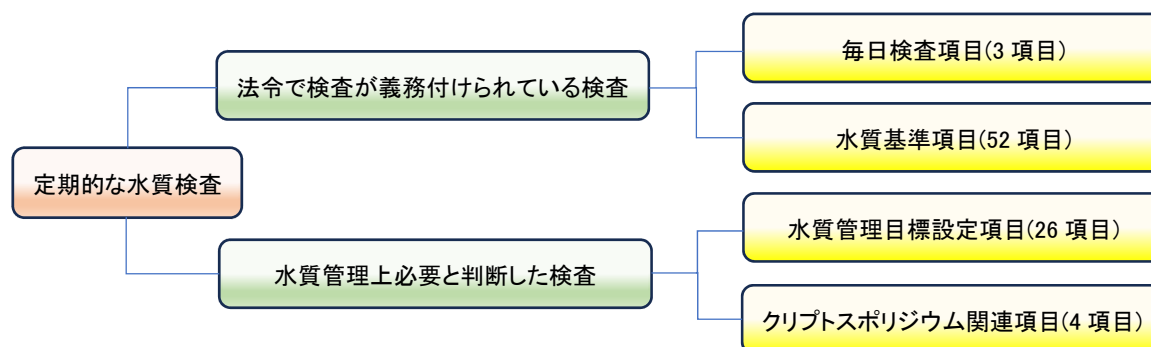 定期的な水質検査
法令で検査が義務付けられている検査
毎日検査項目(3 項目)
水質基準項目(52 項目)
水質管理上必要と判断した検査
水質管理目標設定項目(26 項目)
クリプトスポリジウム関連項目(4 項目)